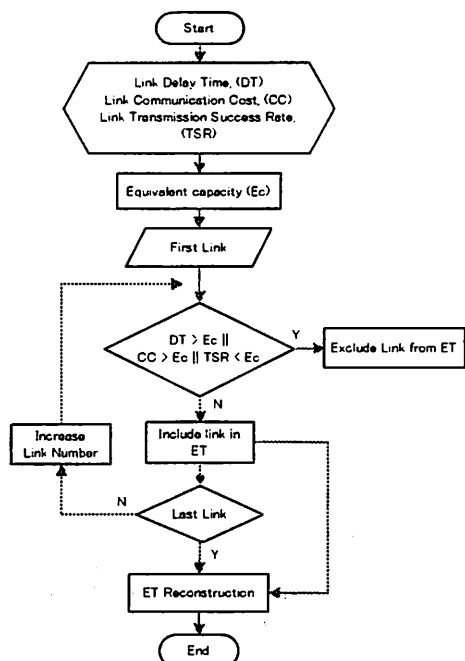 Start
Link Delay Time, (DT)
Link Communication Cost, (CC)
Link Transmission Success Rate,
(TSR)
Equivalent capacity (Ec)
First Link
DT > Ec ||
CC > Ec || TSR < Ec
Y
Exclude Link from ET
N
Include link in
ET
Increase
Link Number
N
Last Link
Y
ET Reconstruction
End